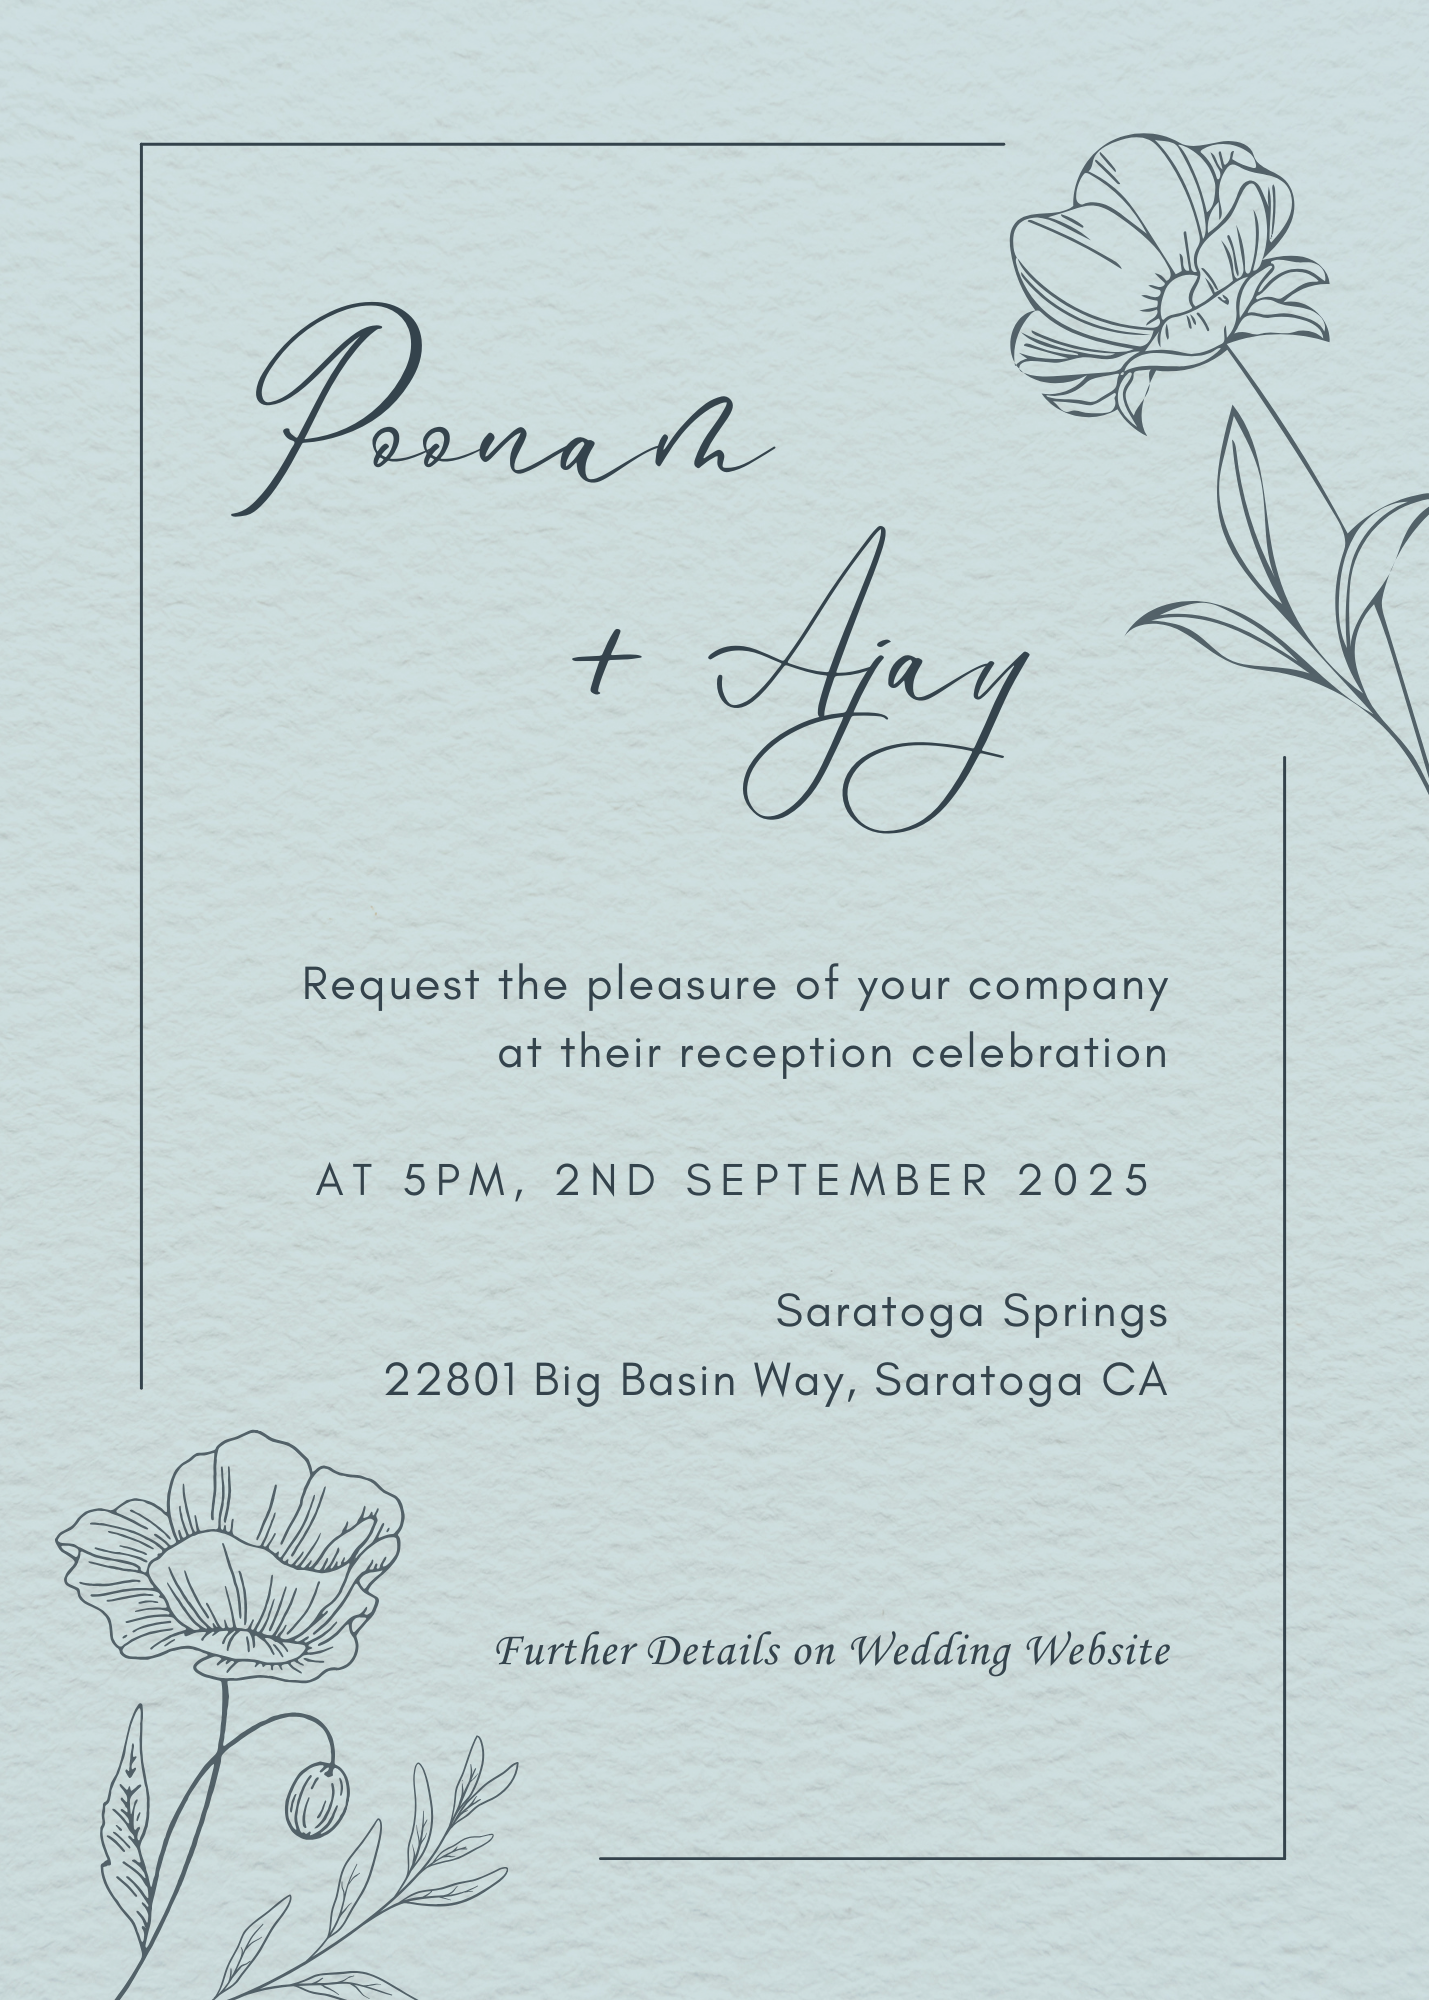 Poonam
+ Ajay
Request the pleasure of your company
at their reception celebration
AT 5PM, 2ND SEPTEMBER 2025
Saratoga Springs
22801 Big Basin Way, Saratoga CA
Further Details on Wedding Website